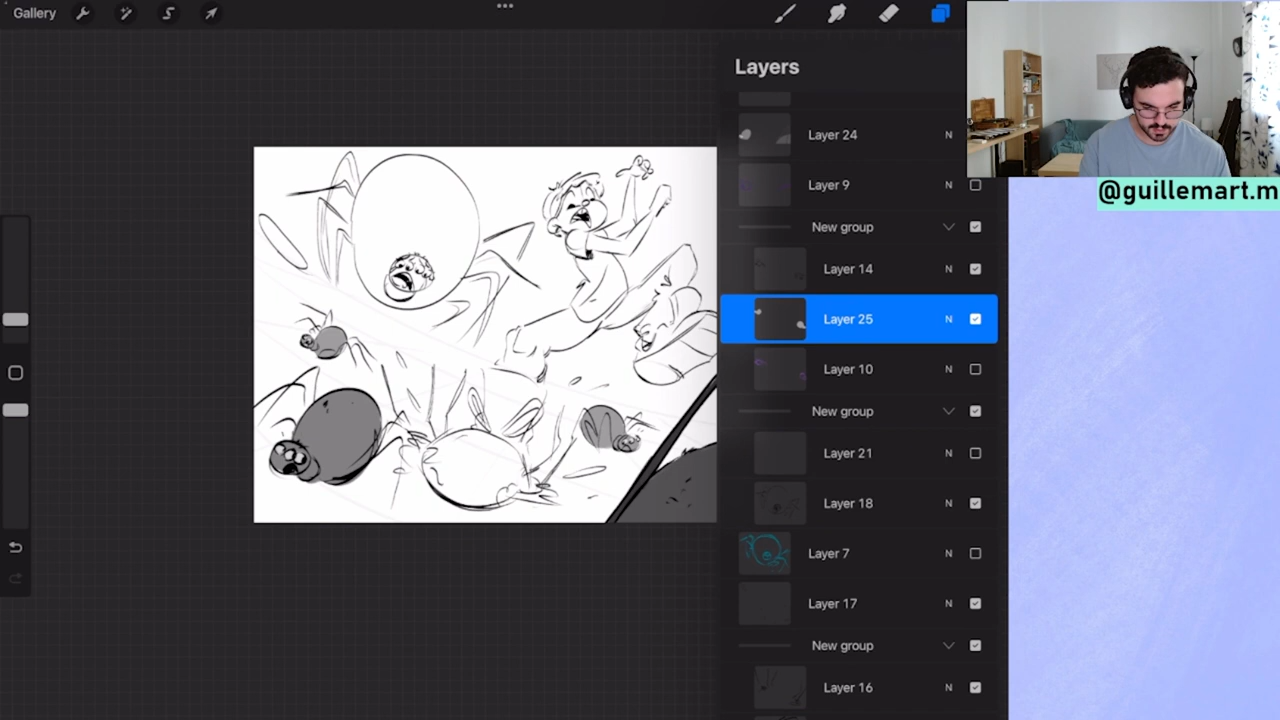 Gallery
Layers
Layer 24 N
Layer 9 N
New group
Layer 14 N
Layer 25 N
Layer 10 N
New group
Layer 21 N
Layer 18 N
Layer 7 N
Layer 17 N
New group
Layer 16 N
@guillemart.m